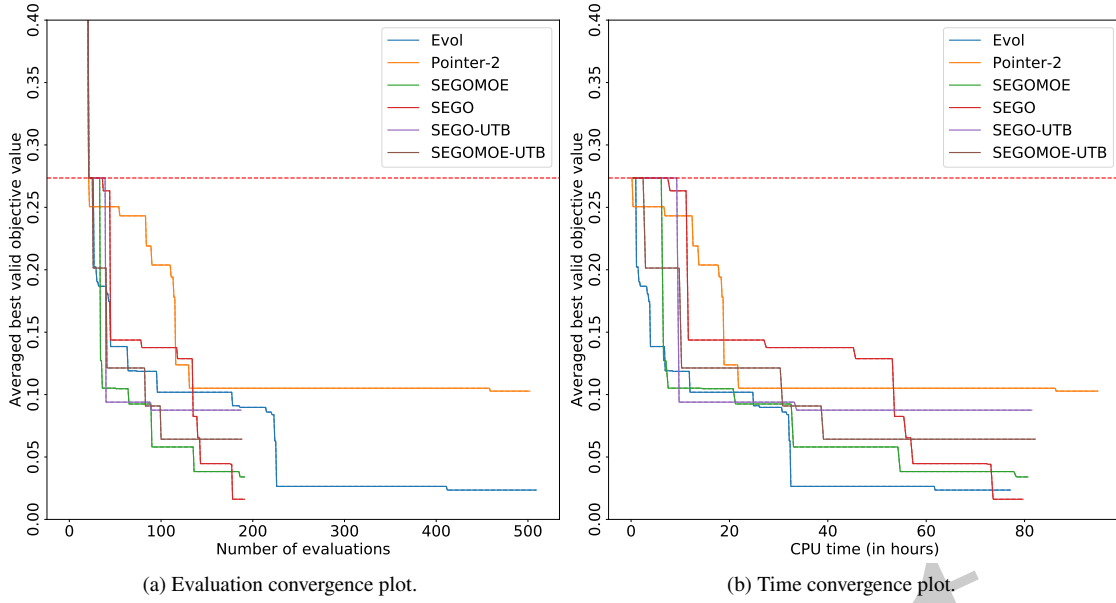 0.40
0.35
0.30
0.25
0.20
0.15
0.10
0.05
0.00
Averaged best valid objective value
Evol
Pointer-2
SEGOMOE
SEGO
SEGO-UTB
SEGOMOE-UTB
0 100 200 300 400 500
Number of evaluations
(a) Evaluation convergence plot.
0.40
0.35
0.30
0.25
0.20
0.15
0.10
0.05
0.00
Averaged best valid objective value
Evol
Pointer-2
SEGOMOE
SEGO
SEGO-UTB
SEGOMOE-UTB
0 20 40 60 80
CPU time (in hours)
(b) Time convergence plot.